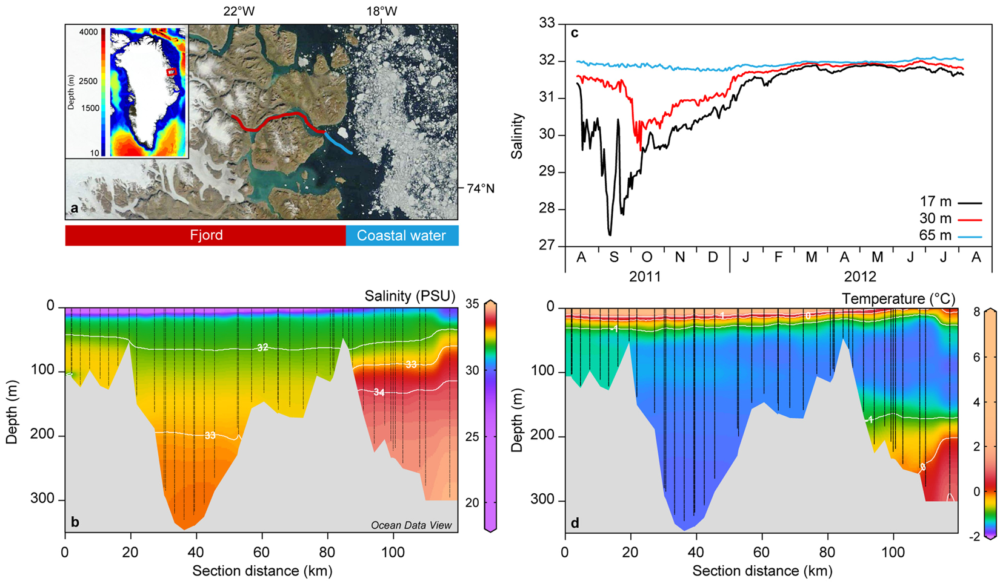 22°W 18°W
4000
2500
1500
10
Depth (m)
74°N
a
Fjord Coastal water
c
33
32
31
30
29
28
27
Salinity
17 m
30 m
65 m
A S O N D J F M A M J J A
2011 2012
Salinity (PSU)
0
100
200
300
Depth (m)
32
33
34
33
b
Ocean Data View
35
30
25
20
0 20 40 60 80 100
Section distance (km)
Temperature (°C)
0
100
200
300
Depth (m)
1
0
-1
-1
0
d
8
6
4
2
0
-2
0 20 40 60 80 100
Section distance (km)